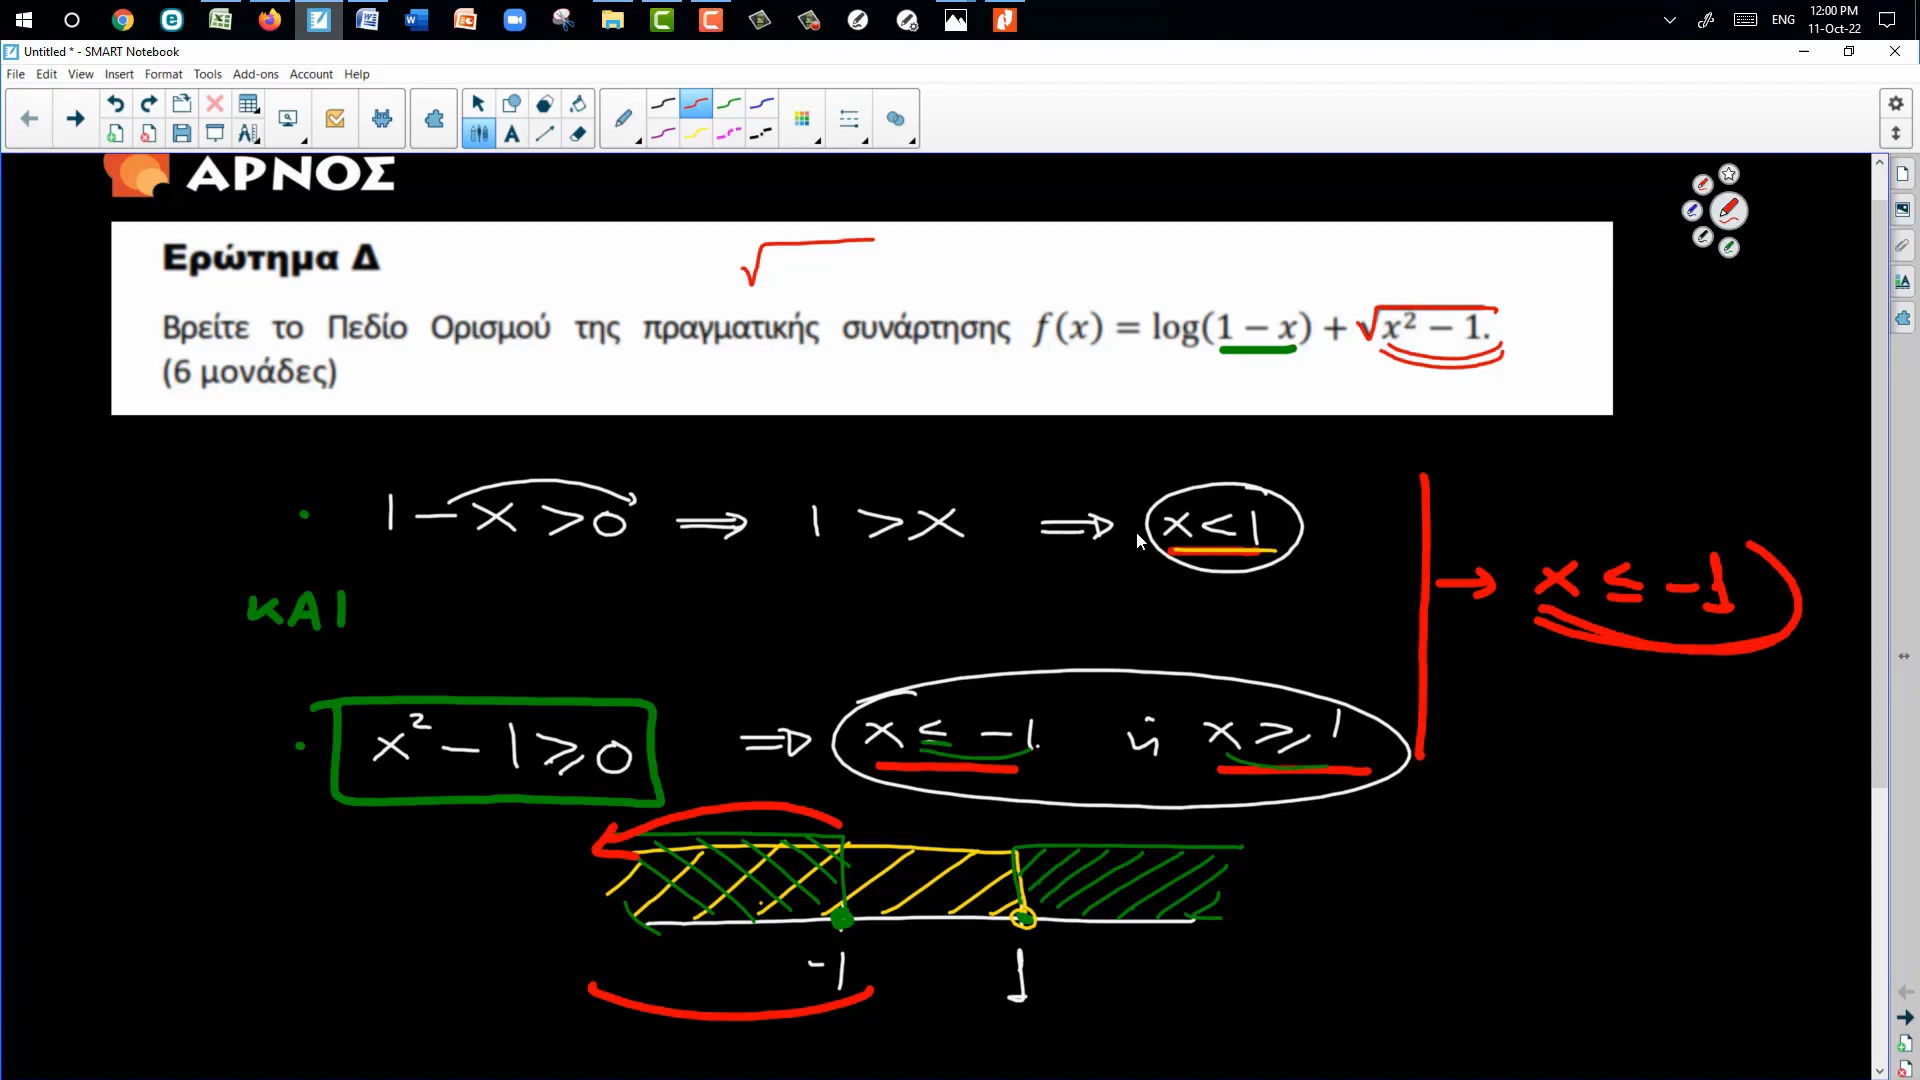 12:00 PM
ENG
11-Oct-22
Untitled * - SMART Notebook
File Edit View Insert Format Tools Add-ons Account Help
ΑΡΝΟΣ
Ερώτημα Δ
Βρείτε το Πεδίο Ορισμού της πραγματικής συνάρτησης f(x) = log(1 − x) + √x² − 1.
(6 μονάδες)
1 − x > 0 ⟹ 1 > x ⟹ x < 1
→ x ≤ −1
ΚΑΙ
x² − 1 ≥ 0 ⟹ x ≤ −1 ή x ≥ 1
−1 1